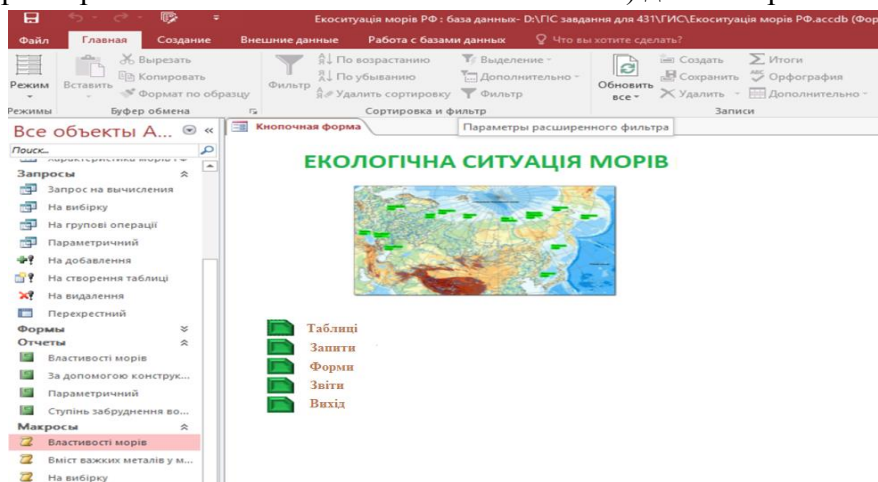 Екоситуація морів РФ : база данных- D:\ГІС завдання для 431\ГИС\Екоситуація морів РФ.accdb (Фор
Файл Главная Создание Внешние данные Работа с базами данных Что вы хотите сделать?
Режим
Режимы
Вставить
Вырезать
Копировать
Формат по образцу
Буфер обмена
Фильтр
По возрастанию
По убыванию
Удалить сортировку
Выделение
Дополнительно
Фильтр
Сортировка и фильтр
Обновить
все
Создать
Сохранить
Удалить
Итоги
Орфография
Дополнительно
Записи
Все объекты A...
Поиск...
Запросы
Запрос на вычисления
На вибірку
На групові операції
Параметричний
На добавлення
На створення таблиці
На видалення
Перехрестний
Формы
Отчеты
Властивості морів
За допомогою конструк...
Параметричний
Ступінь забруднення во...
Макросы
Властивості морів
Вміст важких металів у м...
На вибірку
Кнопочная форма
Параметры расширенного фильтра
ЕКОЛОГІЧНА СИТУАЦІЯ МОРІВ
Таблиці
Запити
Форми
Звіти
Вихід